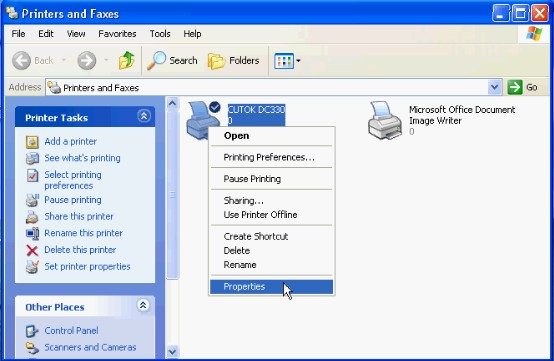 Printers and Faxes
File Edit View Favorites Tools Help
Back Search Folders
Address Printers and Faxes Go
Printer Tasks
Add a printer
See what's printing
Select printing
preferences
Pause printing
Share this printer
Rename this printer
Delete this printer
Set printer properties
Other Places
Control Panel
Scanners and Cameras
CUTOK DC330
0
Microsoft Office Document
Image Writer
0
Open
Printing Preferences...
Pause Printing
Sharing...
Use Printer Offline
Create Shortcut
Delete
Rename
Properties